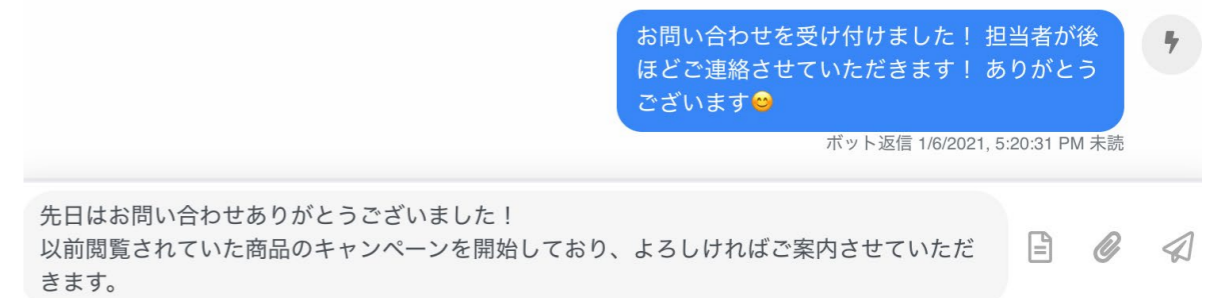 お問い合わせを受け付けました！ 担当者が後
ほどご連絡させていただきます！ ありがとう
ございます😊
ボット返信 1/6/2021, 5:20:31 PM 未読
先日はお問い合わせありがとうございました！
以前閲覧されていた商品のキャンペーンを開始しており、よろしければご案内させていただ
きます。